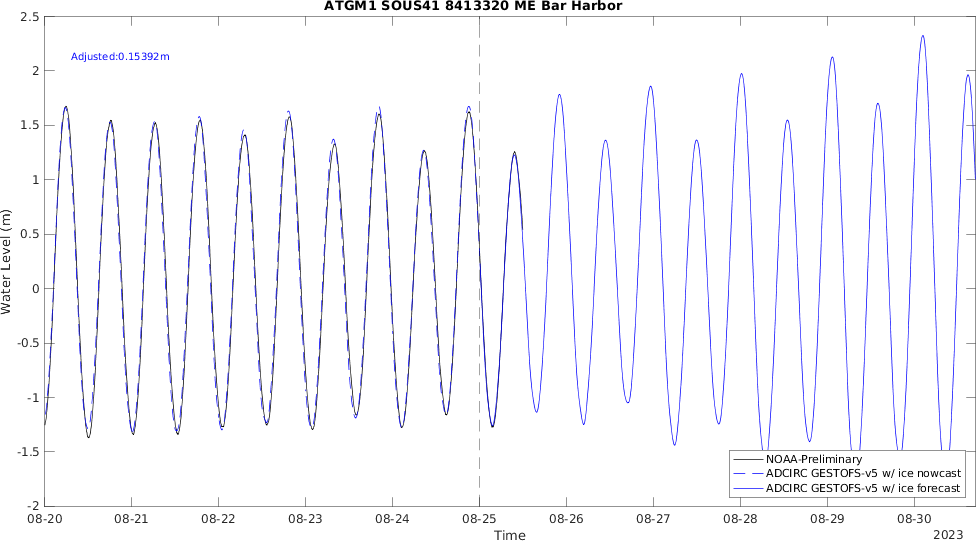 ATGM1 SOUS41 8413320 ME Bar Harbor
2.5
Adjusted:0.15392m
2
1.5
1
0.5
0
-0.5
-1
-1.5
-2
Water Level (m)
NOAA-Preliminary
ADCIRC GESTOFS-v5 w/ ice nowcast
ADCIRC GESTOFS-v5 w/ ice forecast
08-20 08-21 08-22 08-23 08-24 08-25 08-26 08-27 08-28 08-29 08-30
Time
2023